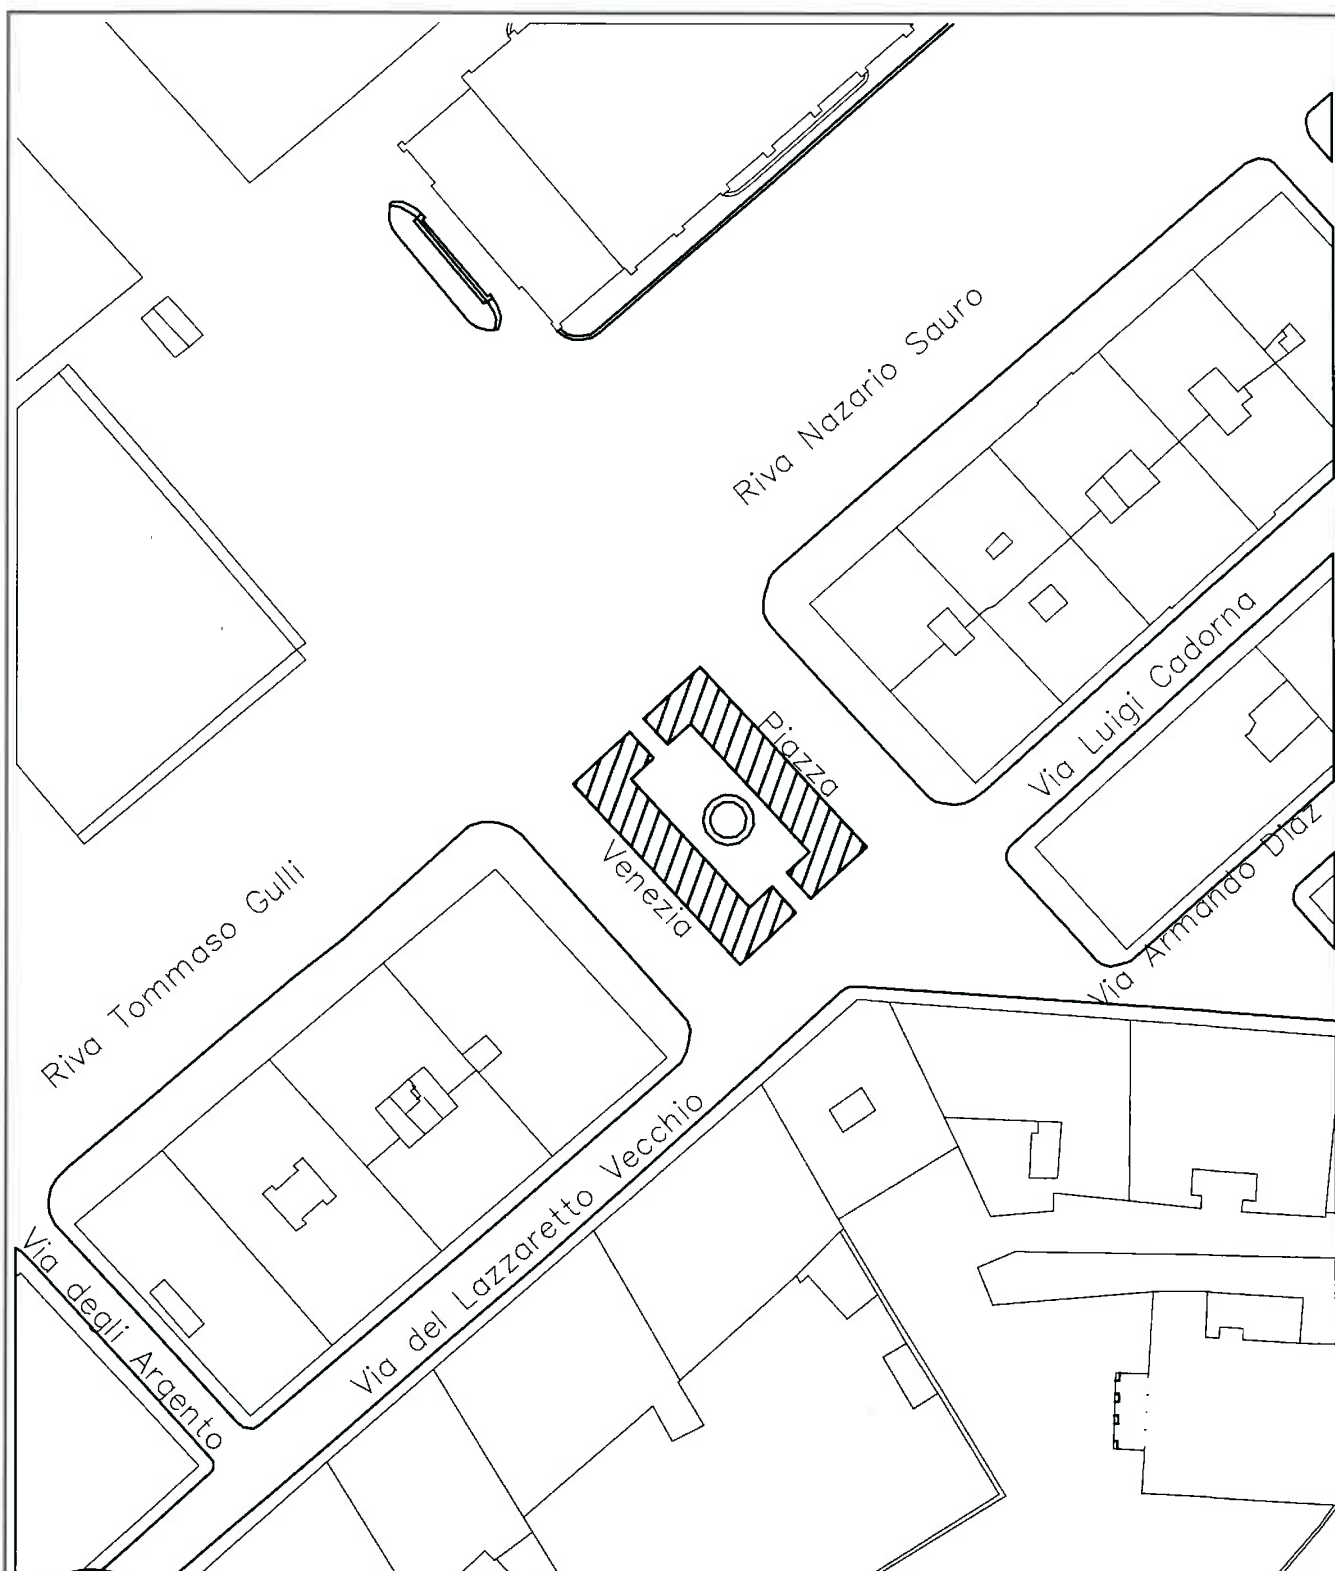 Riva Nazario Sauro
Via Luigi Cadorna
Piazza
Venezia
Via Armando Diaz
Riva Tommaso Gulli
Via del Lazzaretto Vecchio
Via degli Argento